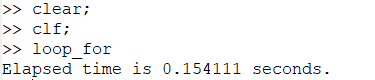 >> clear;
>> clf;
>> loop_for
Elapsed time is 0.154111 seconds.